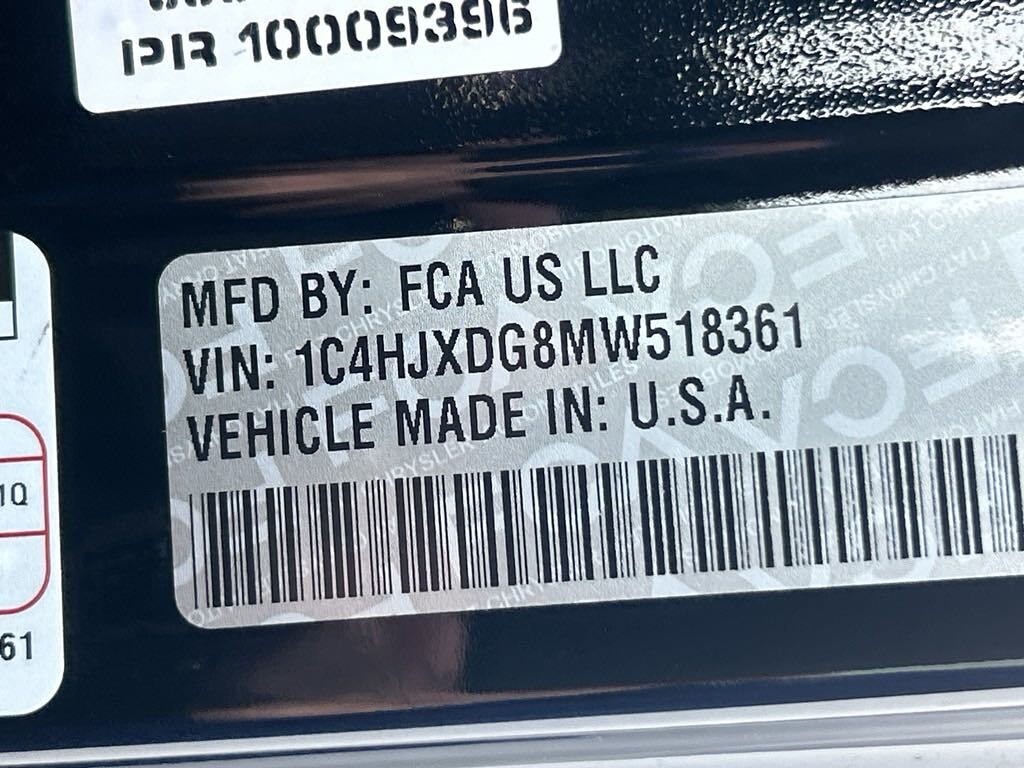 PR 10009396
MFD BY: FCA US LLC
VIN: 1C4HJXDG8MW518361
VEHICLE MADE IN: U.S.A.
1Q
61